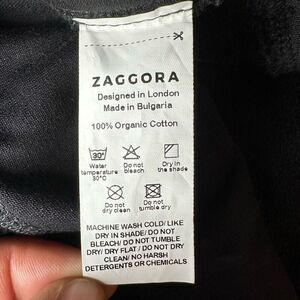 ZAGGORA
Designed in London
Made in Bulgaria
100% Organic Cotton
30°
Water temperature 30°C
Do not bleach
Dry in the shade
Do not dry clean
Do not tumble dry
MACHINE WASH COLD/ LIKE
DRY IN SHADE/ DO NOT
BLEACH/ DO NOT TUMBLE
DRY/ DRY FLAT / DO NOT DRY
CLEAN/ NO HARSH
DETERGENTS OR CHEMICALS